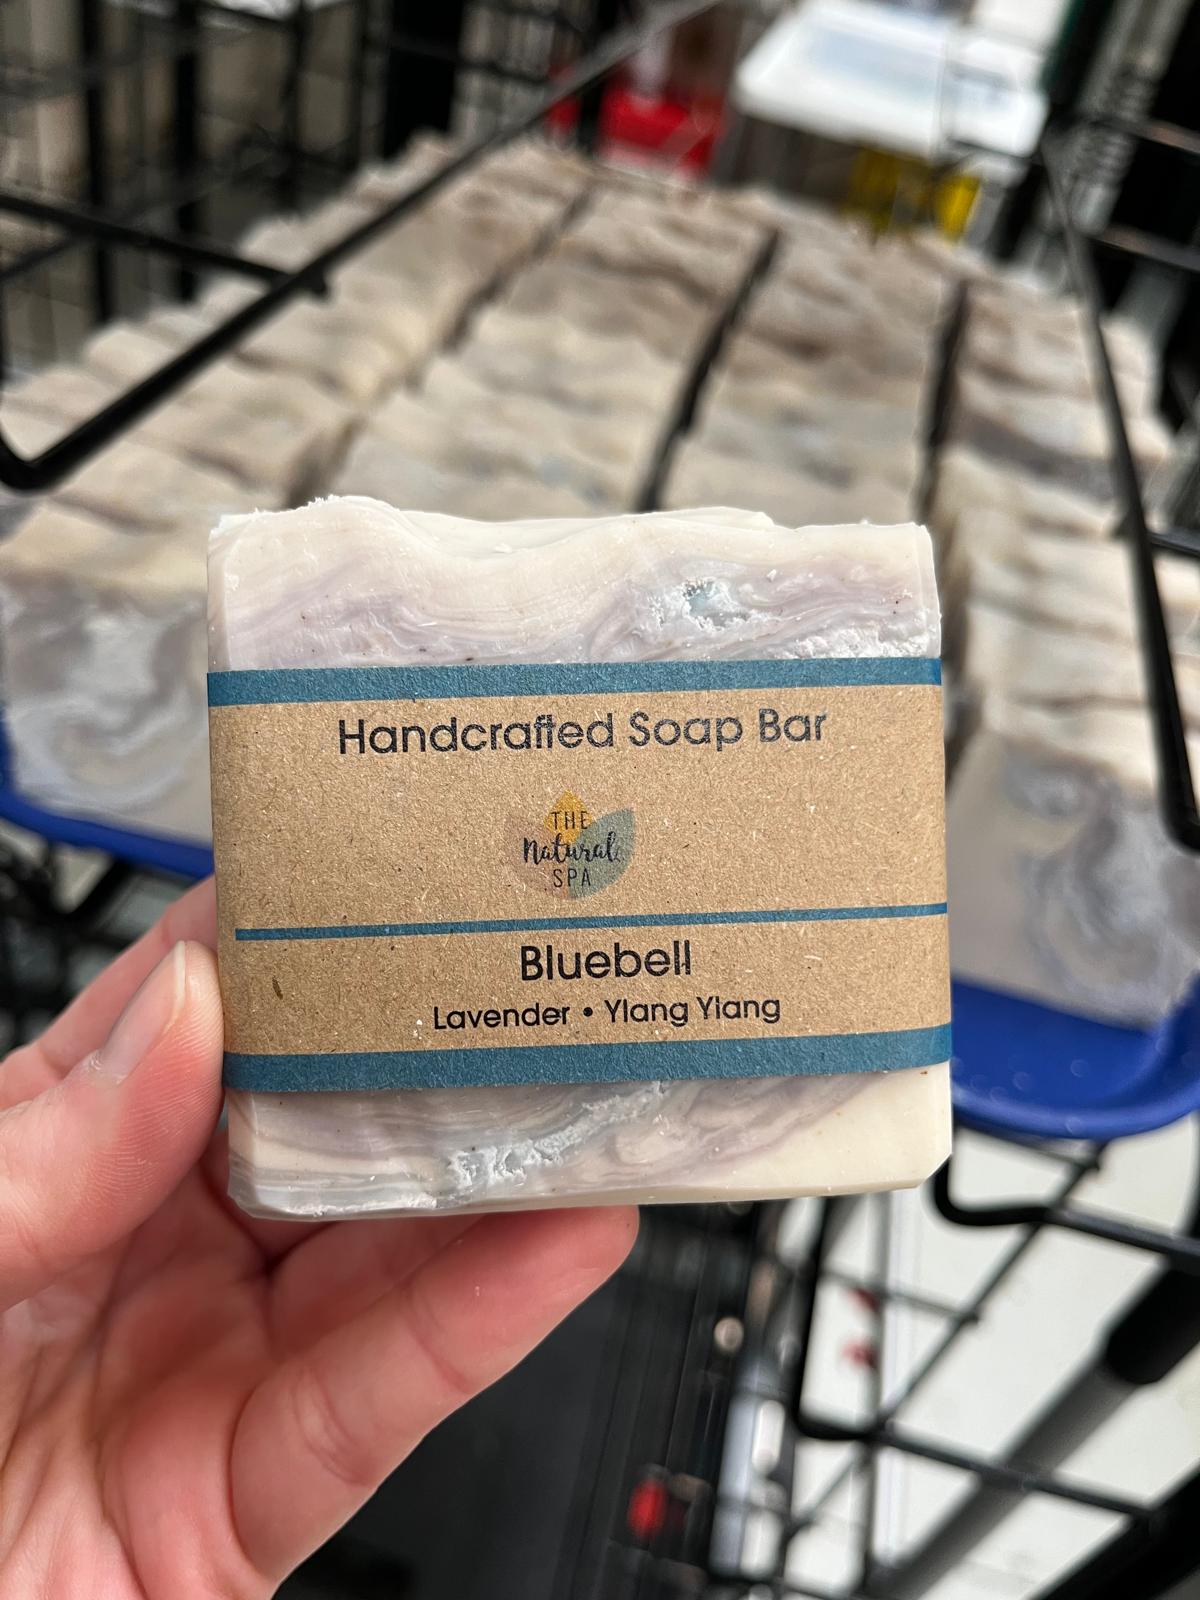 Handcrafted Soap Bar
THE
Natural
SPA
Bluebell
Lavender • Ylang Ylang